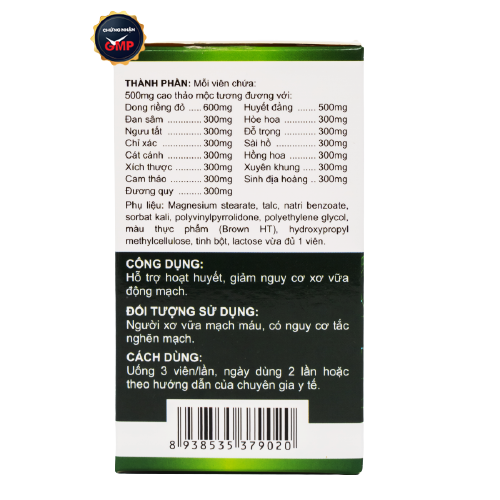 CHỨNG NHẬN
GMP
THÀNH PHẦN: Mỗi viên chứa:
500mg cao thảo mộc tương đương với:
Dong riềng đỏ ..... 600mg
Đan sâm ............ 300mg
Ngưu tất ............. 300mg
Chỉ xác ............... 300mg
Cát cánh ............ 300mg
Xích thược ......... 300mg
Cam thảo ........... 300mg
Đương quy ........ 300mg
Huyết đằng ....... 500mg
Hòe hoa ............ 300mg
Đỗ trọng ............ 300mg
Sài hồ ............... 300mg
Hồng hoa .......... 300mg
Xuyên khung .... 300mg
Sinh địa hoàng . 300mg
Phụ liệu: Magnesium stearate, talc, natri benzoate,
sorbat kali, polyvinylpyrrolidone, polyethylene glycol,
màu thực phẩm (Brown HT), hydroxypropyl
methylcellulose, tinh bột, lactose vừa đủ 1 viên.
CÔNG DỤNG:
Hỗ trợ hoạt huyết, giảm nguy cơ xơ vữa
động mạch.
ĐỐI TƯỢNG SỬ DỤNG:
Người xơ vữa mạch máu, có nguy cơ tắc
nghẽn mạch.
CÁCH DÙNG:
Uống 3 viên/lần, ngày dùng 2 lần hoặc
theo hướng dẫn của chuyên gia y tế.
8 938535 379020